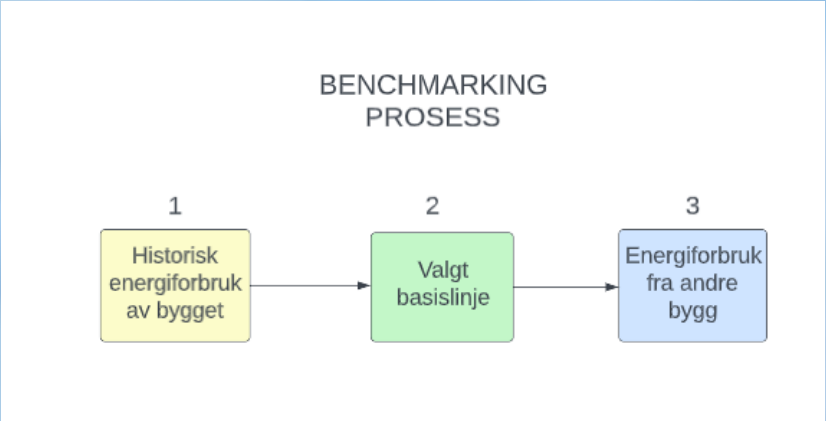 BENCHMARKING
PROSESS
1
2
3
Historisk
energiforbruk
av bygget
Valgt
basislinje
Energiforbruk
fra andre
bygg